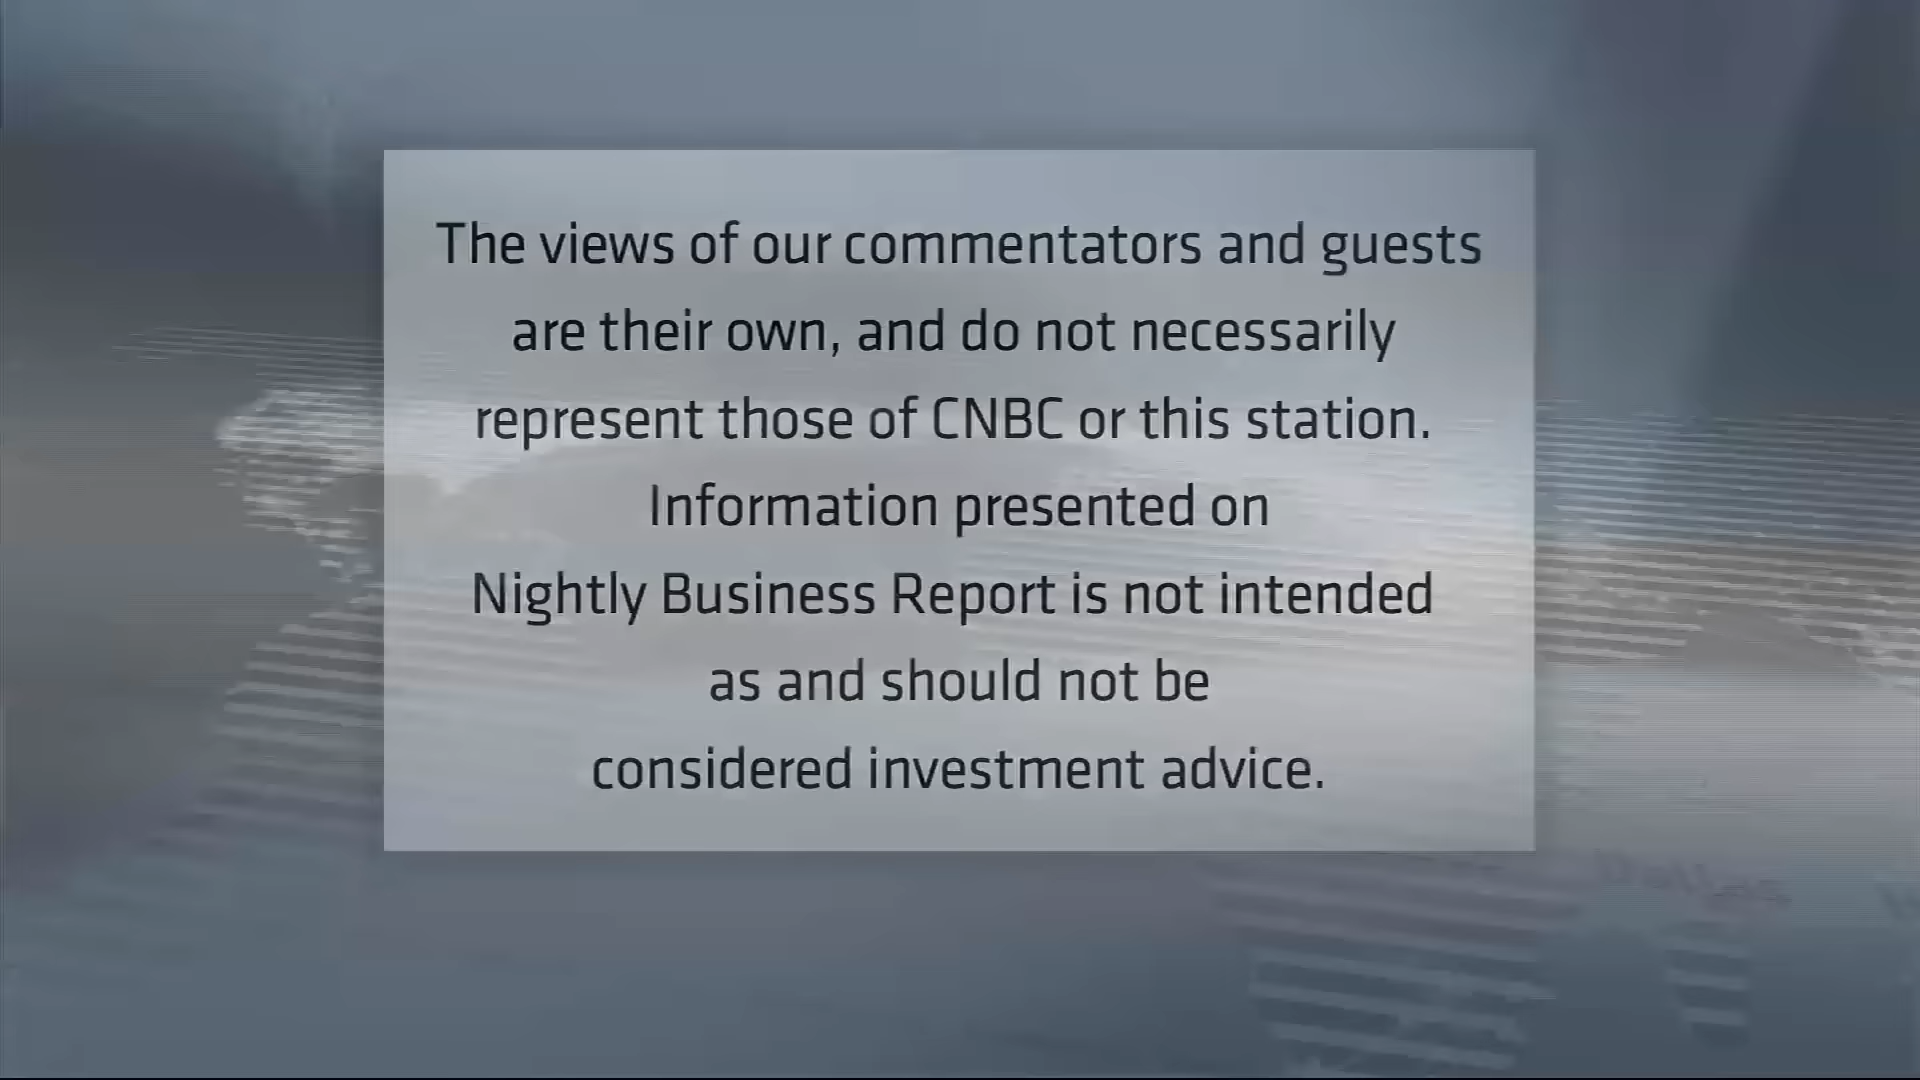 The views of our commentators and guests
are their own, and do not necessarily
represent those of CNBC or this station.
Information presented on
Nightly Business Report is not intended
as and should not be
considered investment advice.